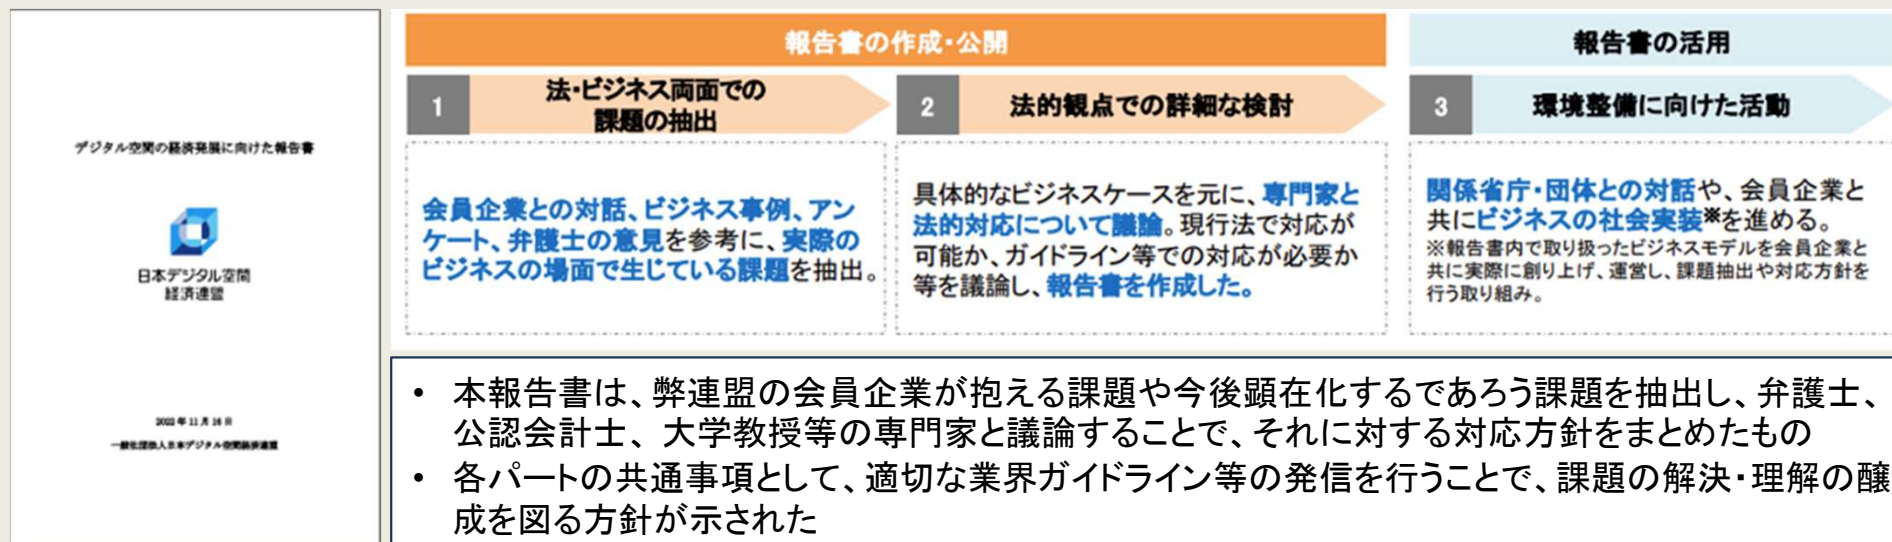 デジタル空間の経済発展に向けた報告書
日本デジタル空間
経済連盟
2022年11月16日
一般社団法人日本デジタル空間経済連盟
報告書の作成・公開
報告書の活用
1
法・ビジネス両面での
課題の抽出
2
法的観点での詳細な検討
3
環境整備に向けた活動
会員企業との対話、ビジネス事例、アン
ケート、弁護士の意見を参考に、実際の
ビジネスの場面で生じている課題を抽出。
具体的なビジネスケースを元に、専門家と
法的対応について議論。現行法で対応が
可能か、ガイドライン等での対応が必要か
等を議論し、報告書を作成した。
関係省庁・団体との対話や、会員企業と
共にビジネスの社会実装※を進める。
※報告書内で取り扱ったビジネスモデルを会員企業と
共に実際に創り上げ、運営し、課題抽出や対応方針を
行う取り組み。
• 本報告書は、弊連盟の会員企業が抱える課題や今後顕在化するであろう課題を抽出し、弁護士、
公認会計士、大学教授等の専門家と議論することで、それに対する対応方針をまとめたもの
• 各パートの共通事項として、適切な業界ガイドライン等の発信を行うことで、課題の解決・理解の醸
成を図る方針が示された